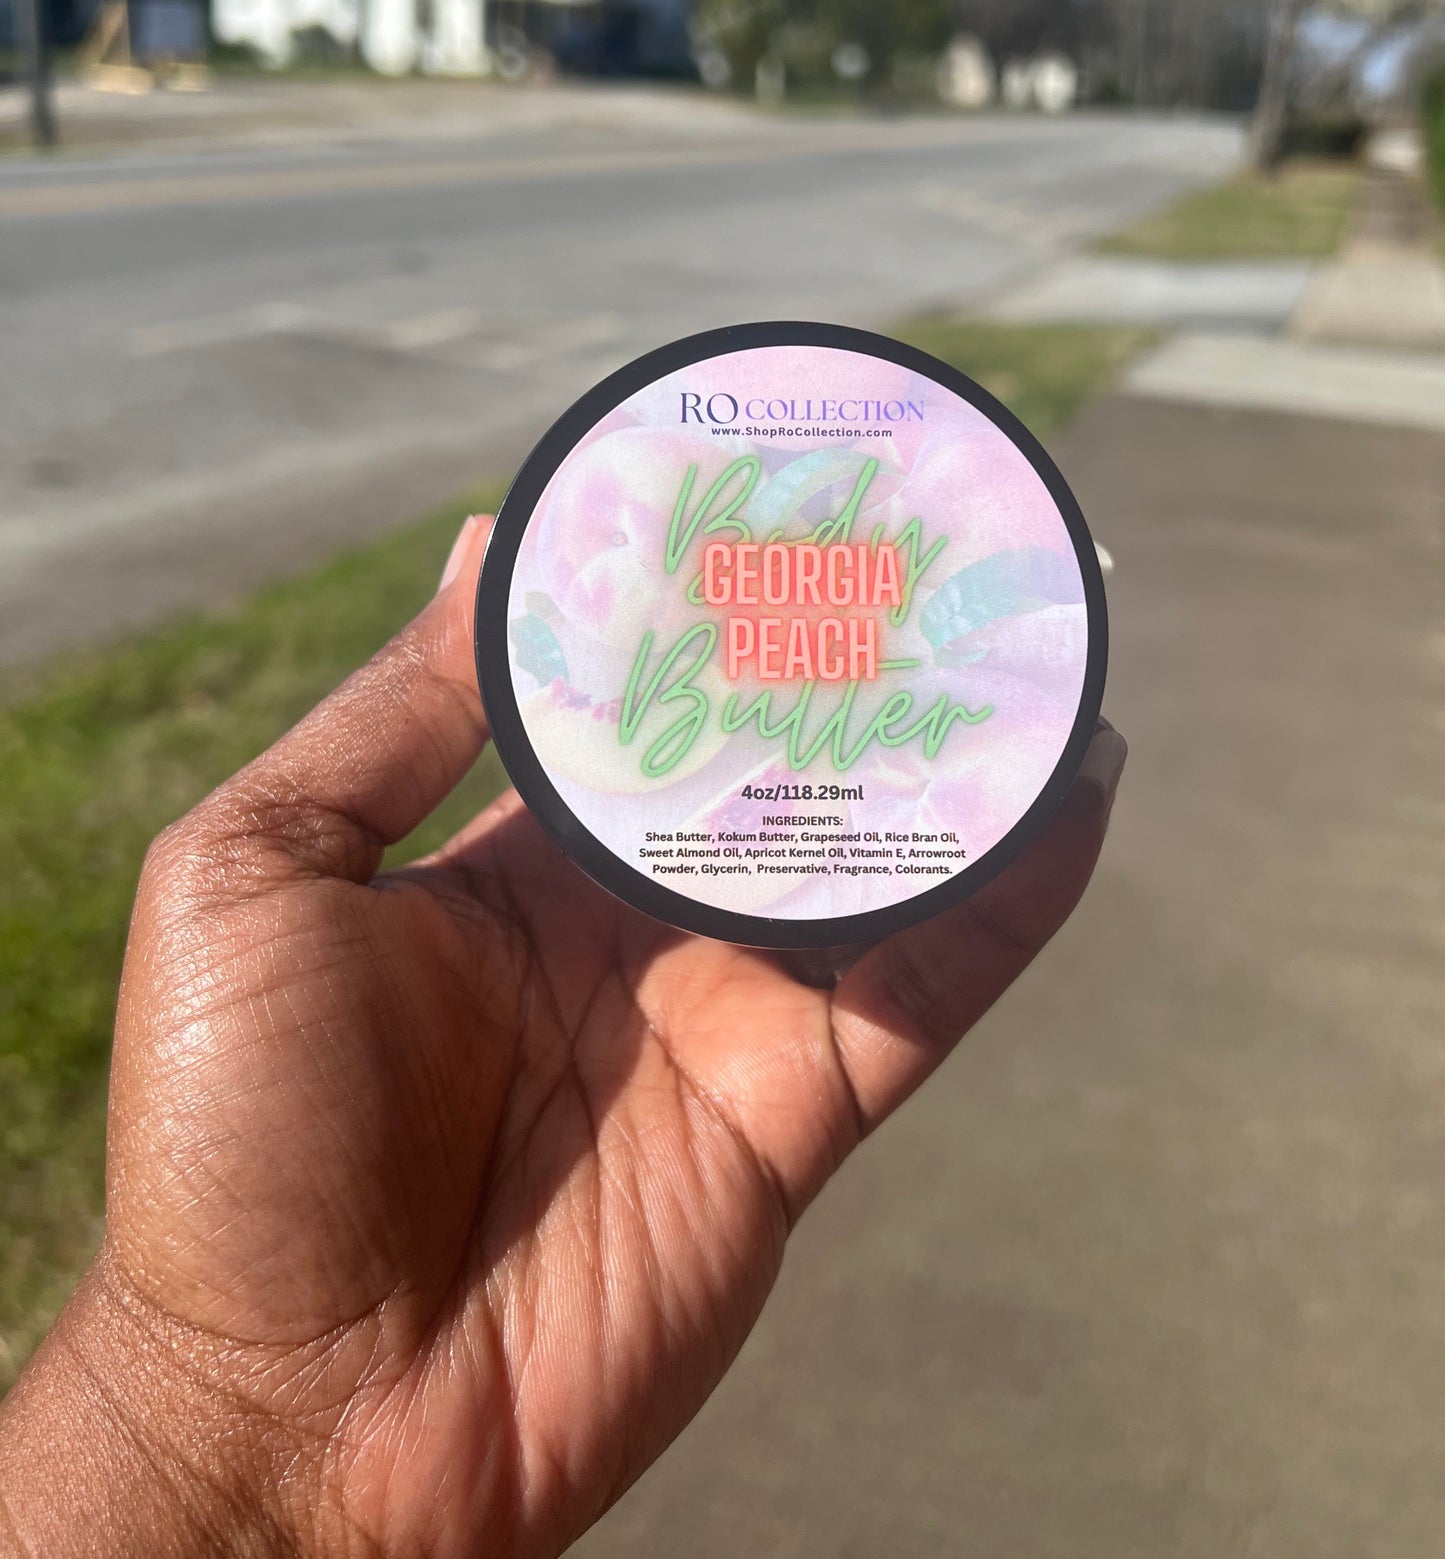 RO COLLECTION
www.ShopRoCollection.com
Body
GEORGIA
PEACH
Butter
4oz/118.29ml
INGREDIENTS:
Shea Butter, Kokum Butter, Grapeseed Oil, Rice Bran Oil,
Sweet Almond Oil, Apricot Kernel Oil, Vitamin E, Arrowroot
Powder, Glycerin, Preservative, Fragrance, Colorants.